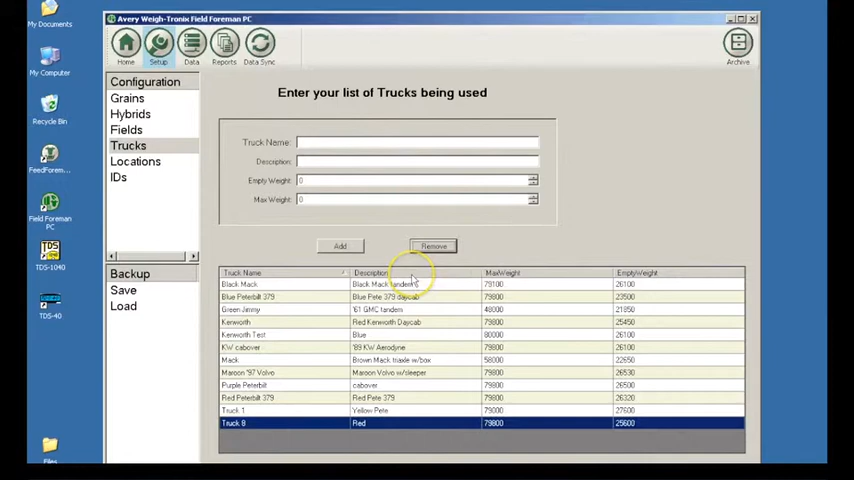 My Documents
My Computer
Recycle Bin
FeedForem...
Field Foreman PC
TDS-1040
TDS-40
Files
Avery Weigh-Tronix Field Foreman PC
Home Setup Data Reports Data Sync Archive
Configuration
Grains
Hybrids
Fields
Trucks
Locations
IDs
Backup
Save
Load
Enter your list of Trucks being used
Truck Name:
Description:
Empty Weight: 0
Max Weight: 0
Add Remove
Truck Name Description MaxWeight EmptyWeight
Black Mack Black Mack tandem 79100 26100
Blue Peterbilt 379 Blue Pete 379 daycab 79800 23500
Green Jimmy '61 GMC tandem 48000 21850
Kenworth Red Kenworth Daycab 79800 25450
Kenworth Test Blue 80000 26100
KW cabover '89 KW Aerodyne 79800 26100
Mack Brown Mack triaxle w/box 58000 22650
Maroon '97 Volvo Maroon Volvo w/sleeper 79800 26530
Purple Peterbilt cabover 79800 26500
Red Peterbilt 379 Red Pete 379 79800 26320
Truck 1 Yellow Pete 79000 27600
Truck 8 Red 79800 25600